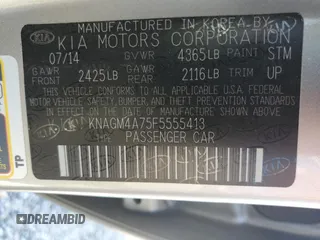 MANUFACTURED IN KOREA BY
KIA MOTORS CORPORATION
07/14 GVWR 4365LB PAINT STM
GAWR FRONT 2425LB GAWR REAR 2116LB TRIM UP
THIS VEHICLE CONFORMS TO ALL APPLICABLE U.S.A. FEDERAL MOTOR VEHICLE SAFETY, BUMPER, AND THEFT PREVENTION STANDARDS IN EFFECT ON THE DATE OF MANUFACTURE SHOWN ABOVE.
KNAGM4A75F5555413
PASSENGER CAR
TP
DREAMBID